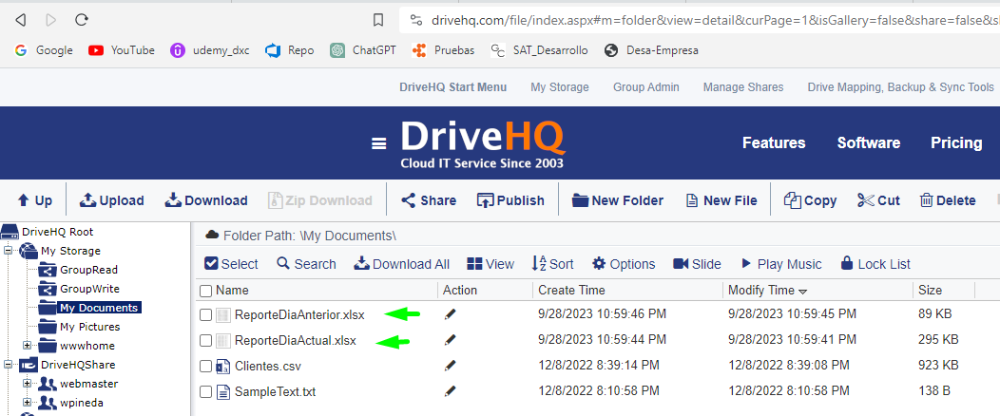 drivehq.com/file/index.aspx#m=folder&view=detail&curPage=1&isGallery=false&share=false&s
Google YouTube udemy_dxc Repo ChatGPT Pruebas SAT_Desarrollo Desa-Empresa
DriveHQ Start Menu My Storage Group Admin Manage Shares Drive Mapping, Backup & Sync Tools
DriveHQ
Cloud IT Service Since 2003
Features Software Pricing
Up Upload Download Zip Download Share Publish New Folder New File Copy Cut Delete
DriveHQ Root
My Storage
GroupRead
GroupWrite
My Documents
My Pictures
wwwhome
DriveHQShare
webmaster
wpineda
Folder Path: \My Documents\
Select Search Download All View Sort Options Slide Play Music Lock List
Name Action Create Time Modify Time Size
ReporteDiaAnterior.xlsx 9/28/2023 10:59:46 PM 9/28/2023 10:59:45 PM 89 KB
ReporteDiaActual.xlsx 9/28/2023 10:59:44 PM 9/28/2023 10:59:41 PM 295 KB
Clientes.csv 12/8/2022 8:39:14 PM 12/8/2022 8:39:08 PM 923 KB
SampleText.txt 12/8/2022 8:10:58 PM 12/8/2022 8:10:58 PM 138 B